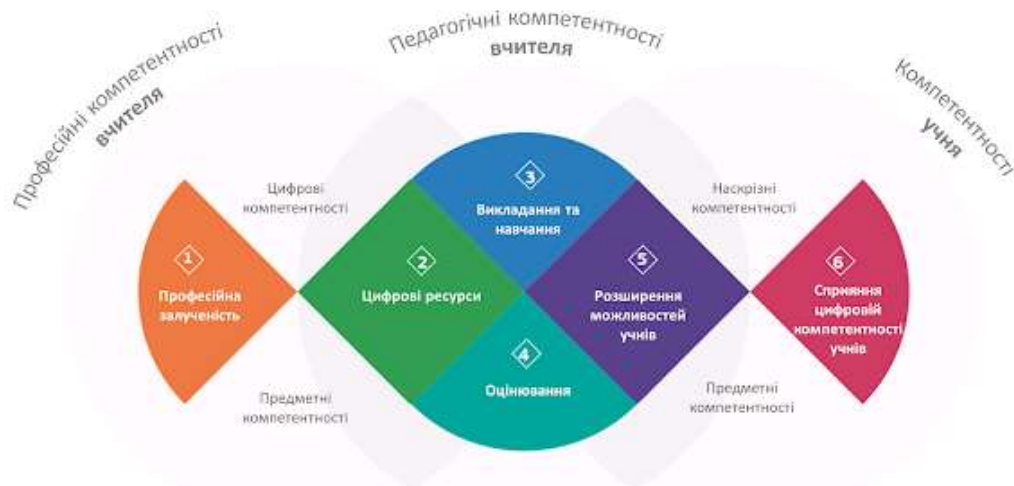 Професійні компетентності
вчителя
Педагогічні компетентності
вчителя
Компетентності
учня
Цифрові
компетентності
Наскрізні
компетентності
1
Професійна
залученість
2
Цифрові ресурси
3
Викладання та
навчання
4
Оцінювання
5
Розширення
можливостей
учнів
6
Сприяння
цифровій
компетентності
учнів
Предметні
компетентності
Предметні
компетентності